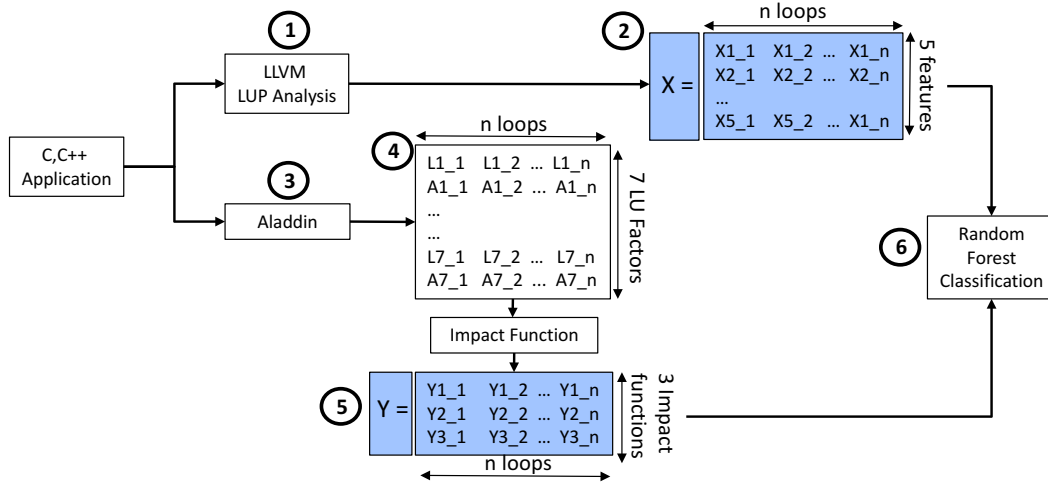 1
LLVM
LUP Analysis
2
n loops
X =
X1_1 X1_2 ... X1_n
X2_1 X2_2 ... X2_n
...
X5_1 X5_2 ... X1_n
5 features
C,C++
Application
3
Aladdin
4
n loops
L1_1 L1_2 ... L1_n
A1_1 A1_2 ... A1_n
...
...
L7_1 L7_2 ... L7_n
A7_1 A7_2 ... A7_n
7 LU Factors
Impact Function
5
Y =
Y1_1 Y1_2 ... Y1_n
Y2_1 Y2_2 ... Y2_n
Y3_1 Y3_2 ... Y3_n
3 Impact
functions
n loops
6
Random
Forest
Classification